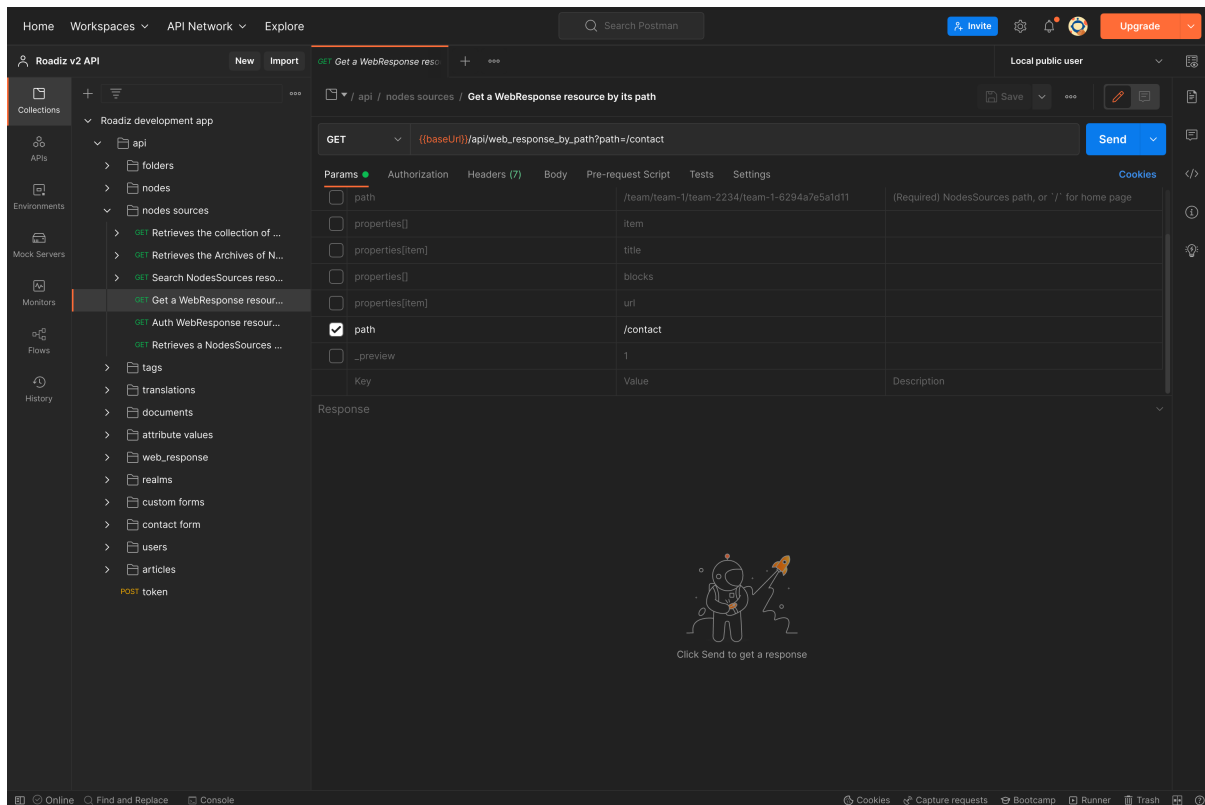 Home Workspaces API Network Explore Search Postman Invite Upgrade
Roadiz v2 API New Import GET Get a WebResponse reso Local public user
Collections
APIs
Environments
Mock Servers
Monitors
Flows
History
Roadiz development app
api
folders
nodes
nodes sources
GET Retrieves the collection of ...
GET Retrieves the Archives of N...
GET Search NodesSources reso...
GET Get a WebResponse resour...
GET Auth WebResponse resour...
GET Retrieves a NodesSources ...
tags
translations
documents
attribute values
web_response
realms
custom forms
contact form
users
articles
POST token
/ api / nodes sources / Get a WebResponse resource by its path Save
GET {{baseUrl}}/api/web_response_by_path?path=/contact Send
Params Authorization Headers (7) Body Pre-request Script Tests Settings Cookies
path /team/team-1/team-2234/team-1-6294a7e5a1d11 (Required) NodesSources path, or `/` for home page
properties[] item
properties[item] title
properties[] blocks
properties[item] url
path /contact
_preview 1
Key Value Description
Response
Click Send to get a response
Online Find and Replace Console Cookies Capture requests Bootcamp Runner Trash